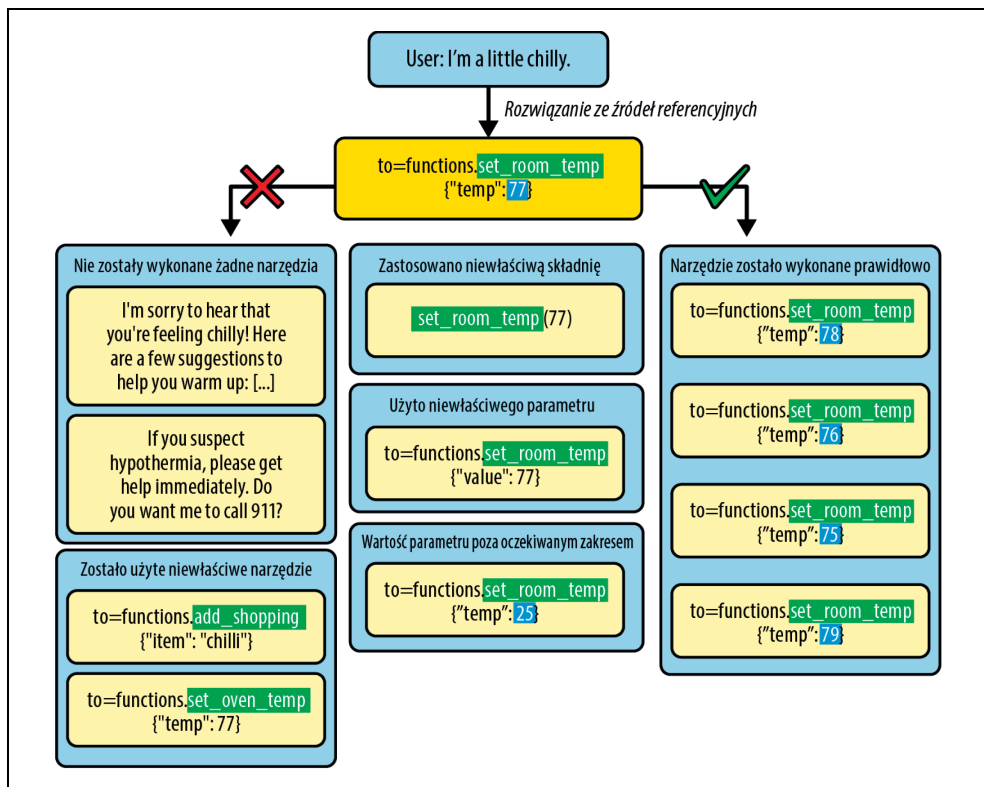 User: I'm a little chilly.
Rozwiązanie ze źródeł referencyjnych
to=functions.set_room_temp
{"temp": 77}
Nie zostały wykonane żadne narzędzia
I'm sorry to hear that
you're feeling chilly! Here
are a few suggestions to
help you warm up: [...]
If you suspect
hypothermia, please get
help immediately. Do
you want me to call 911?
Zostało użyte niewłaściwe narzędzie
to=functions.add_shopping
{"item": "chilli"}
to=functions.set_oven_temp
{"temp": 77}
Zastosowano niewłaściwą składnię
set_room_temp(77)
Użyto niewłaściwego parametru
to=functions.set_room_temp
{"value": 77}
Wartość parametru poza oczekiwanym zakresem
to=functions.set_room_temp
{"temp": 25}
Narzędzie zostało wykonane prawidłowo
to=functions.set_room_temp
{"temp": 78}
to=functions.set_room_temp
{"temp": 76}
to=functions.set_room_temp
{"temp": 75}
to=functions.set_room_temp
{"temp": 79}